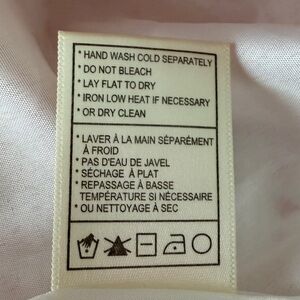 * HAND WASH COLD SEPARATELY
* DO NOT BLEACH
* LAY FLAT TO DRY
* IRON LOW HEAT IF NECESSARY
* OR DRY CLEAN
* LAVER À LA MAIN SÉPARÉMENT
À FROID
* PAS D'EAU DE JAVEL
* SÉCHAGE À PLAT
* REPASSAGE À BASSE
TEMPÉRATURE SI NÉCESSAIRE
* OU NETTOYAGE À SEC